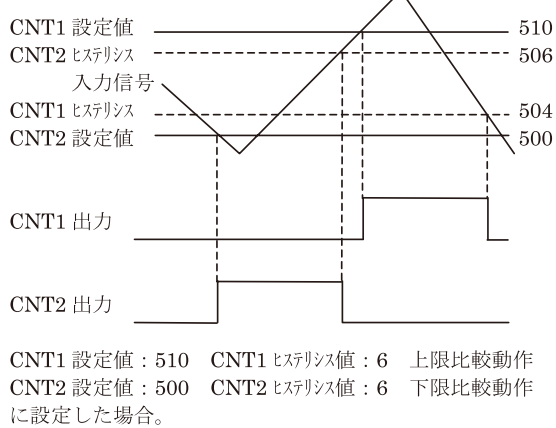 CNT1 設定値 510
CNT2 ﾋｽﾃﾘｼｽ 506
入力信号
CNT1 ﾋｽﾃﾘｼｽ 504
CNT2 設定値 500
CNT1 出力
CNT2 出力
CNT1 設定値：510 CNT1 ﾋｽﾃﾘｼｽ値：6 上限比較動作
CNT2 設定値：500 CNT2 ﾋｽﾃﾘｼｽ値：6 下限比較動作
に設定した場合。